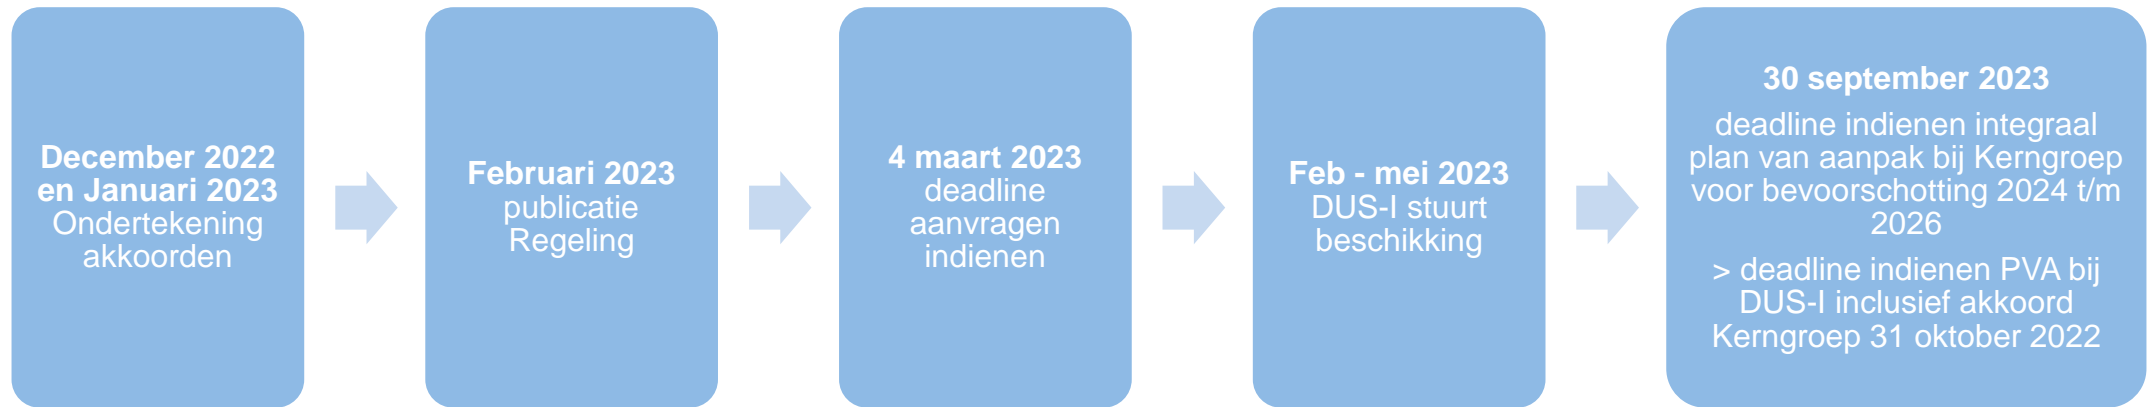 December 2022
en Januari 2023
Ondertekening
akkoorden
Februari 2023
publicatie
Regeling
4 maart 2023
deadline
aanvragen
indienen
Feb - mei 2023
DUS-I stuurt
beschikking
30 september 2023
deadline indienen integraal
plan van aanpak bij Kerngroep
voor bevoorschotting 2024 t/m
2026
> deadline indienen PVA bij
DUS-I inclusief akkoord
Kerngroep 31 oktober 2022